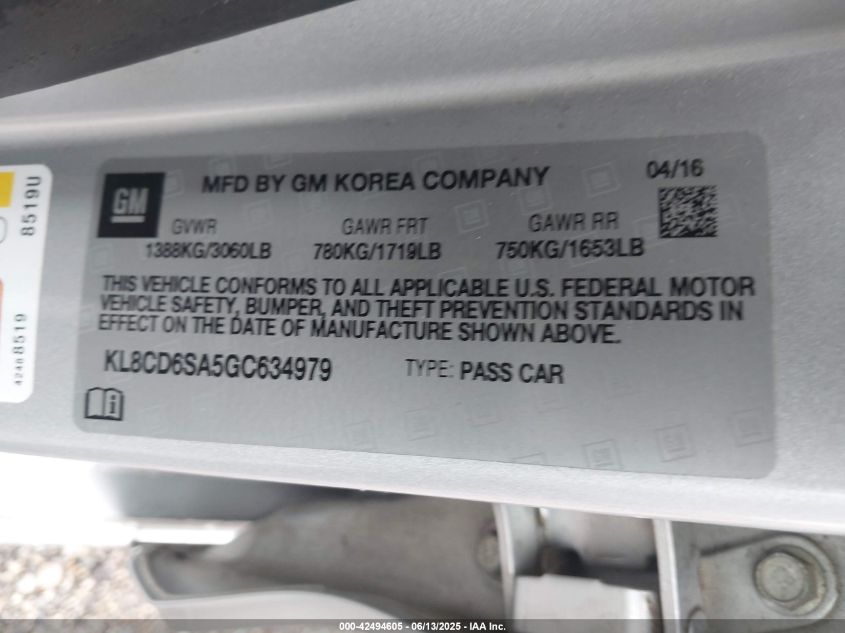 GM
MFD BY GM KOREA COMPANY
04/16
GVWR GAWR FRT GAWR RR
1388KG/3060LB 780KG/1719LB 750KG/1653LB
THIS VEHICLE CONFORMS TO ALL APPLICABLE U.S. FEDERAL MOTOR
VEHICLE SAFETY, BUMPER, AND THEFT PREVENTION STANDARDS IN
EFFECT ON THE DATE OF MANUFACTURE SHOWN ABOVE.
KL8CD6SA5GC634979 TYPE: PASS CAR
8519U
42488519
000-42494605 - 06/13/2025 - IAA Inc.